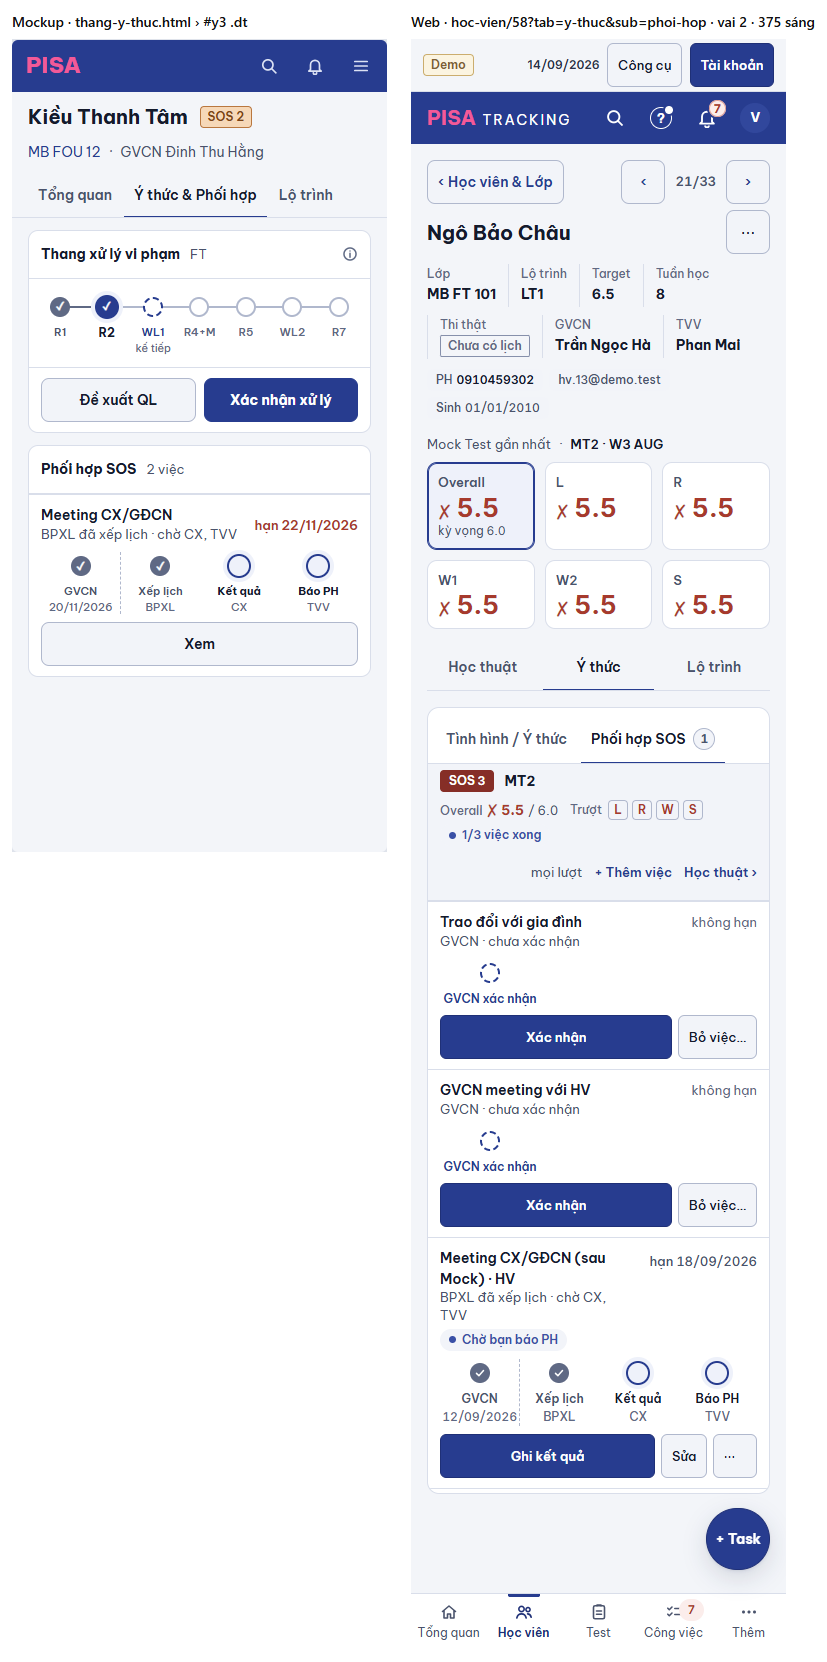 Mockup · thang-y-thuc.html › #y3 .dt
PISA
Kiều Thanh Tâm SOS 2
MB FOU 12 · GVCN Đinh Thu Hằng
Tổng quan Ý thức & Phối hợp Lộ trình
Thang xử lý vi phạm FT
R1 R2 WL1 R4+M R5 WL2 R7
kế tiếp
Đề xuất QL Xác nhận xử lý
Phối hợp SOS 2 việc
Meeting CX/GĐCN
BPXL đã xếp lịch · chờ CX, TVV
hạn 22/11/2026
GVCN Xếp lịch Kết quả Báo PH
20/11/2026 BPXL CX TVV
Xem
Web · hoc-vien/58?tab=y-thuc&sub=phoi-hop · vai 2 · 375 sáng
Demo 14/09/2026 Công cụ Tài khoản
PISA TRACKING ? 7 V
‹ Học viên & Lớp ‹ 21/33 ›
Ngô Bảo Châu ...
Lớp Lộ trình Target Tuần học
MB FT 101 LT1 6.5 8
Thi thật GVCN TVV
Chưa có lịch Trần Ngọc Hà Phan Mai
PH 0910459302 hv.13@demo.test
Sinh 01/01/2010
Mock Test gần nhất · MT2 · W3 AUG
Overall L R
✗ 5.5 ✗ 5.5 ✗ 5.5
kỳ vọng 6.0
W1 W2 S
✗ 5.5 ✗ 5.5 ✗ 5.5
Học thuật Ý thức Lộ trình
Tình hình / Ý thức Phối hợp SOS 1
SOS 3 MT2
Overall ✗ 5.5 / 6.0 Trượt L R W S
• 1/3 việc xong
mọi lượt + Thêm việc Học thuật ›
Trao đổi với gia đình không hạn
GVCN · chưa xác nhận
GVCN xác nhận
Xác nhận Bỏ việc...
GVCN meeting với HV không hạn
GVCN · chưa xác nhận
GVCN xác nhận
Xác nhận Bỏ việc...
Meeting CX/GĐCN (sau hạn 18/09/2026
Mock) · HV
BPXL đã xếp lịch · chờ CX,
TVV
• Chờ bạn báo PH
GVCN Xếp lịch Kết quả Báo PH
12/09/2026 BPXL CX TVV
Ghi kết quả Sửa ...
+ Task
7
Tổng quan Học viên Test Công việc Thêm